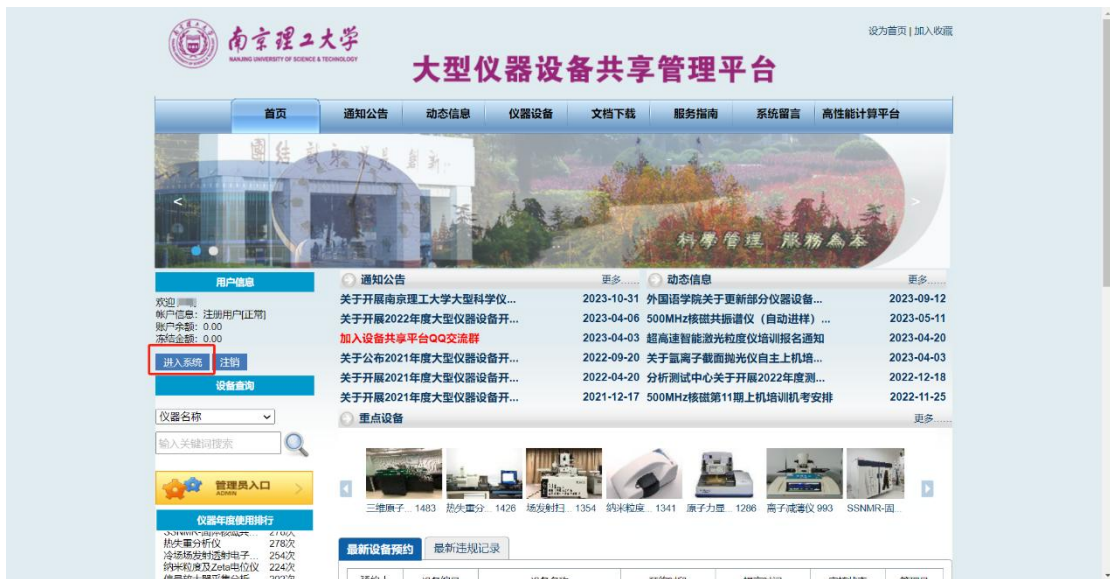 南京理工大学
NANJING UNIVERSITY OF SCIENCE & TECHNOLOGY
设为首页 | 加入收藏
大型仪器设备共享管理平台
首页 通知公告 动态信息 仪器设备 文档下载 服务指南 系统留言 高性能计算平台
科學管理 服務為本
用户信息
欢迎
帐户信息: 注册用户[正常]
账户余额: 0.00
冻结金额: 0.00
进入系统 注销
设备查询
仪器名称
输入关键词搜索
管理员入口
ADMIN
仪器年度使用排行
热失重分析仪 278次
冷场场发射透射电子... 254次
纳米粒度及Zeta电位仪 224次
通知公告 更多......
关于开展南京理工大学大型科学仪... 2023-10-31
关于开展2022年度大型仪器设备开... 2023-04-06
加入设备共享平台QQ交流群 2023-04-03
关于公布2021年度大型仪器设备开... 2022-09-20
关于开展2021年度大型仪器设备开... 2022-04-20
关于开展2021年度大型仪器设备开... 2021-12-17
动态信息 更多......
外国语学院关于更新部分仪器设备... 2023-09-12
500MHz核磁共振谱仪（自动进样）... 2023-05-11
超高速智能激光粒度仪培训报名通知 2023-04-20
关于氩离子截面抛光仪自主上机培... 2023-04-03
分析测试中心关于开展2022年度测... 2022-12-18
500MHz核磁第11期上机培训机考安排 2022-11-25
重点设备 更多......
三维原子... 1483 热失重分... 1426 场发射扫... 1354 纳米粒度... 1341 原子力显... 1286 离子减薄仪 993 SSNMR-固...
最新设备预约 最新违规记录